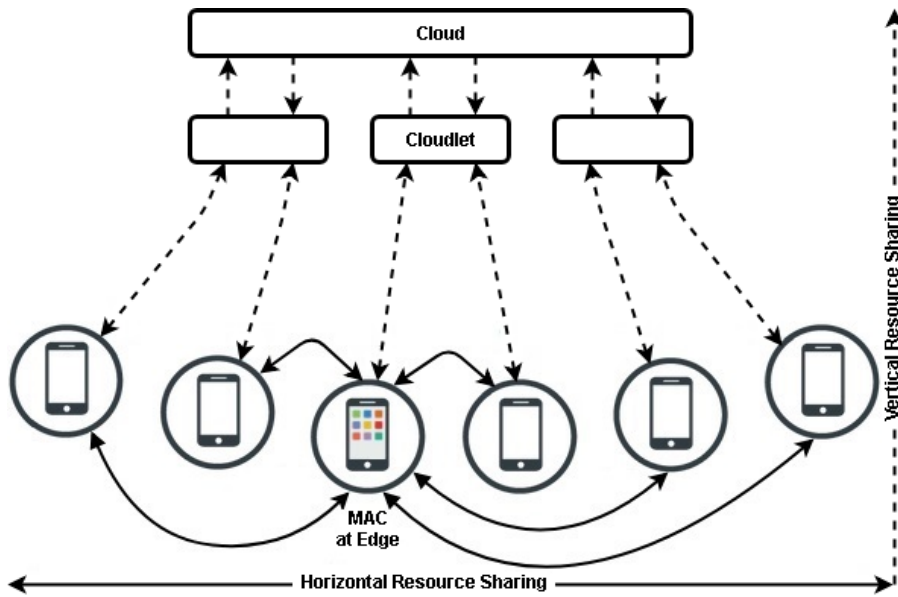 Cloud
Cloudlet
Vertical Resource Sharing
MAC
at Edge
Horizontal Resource Sharing